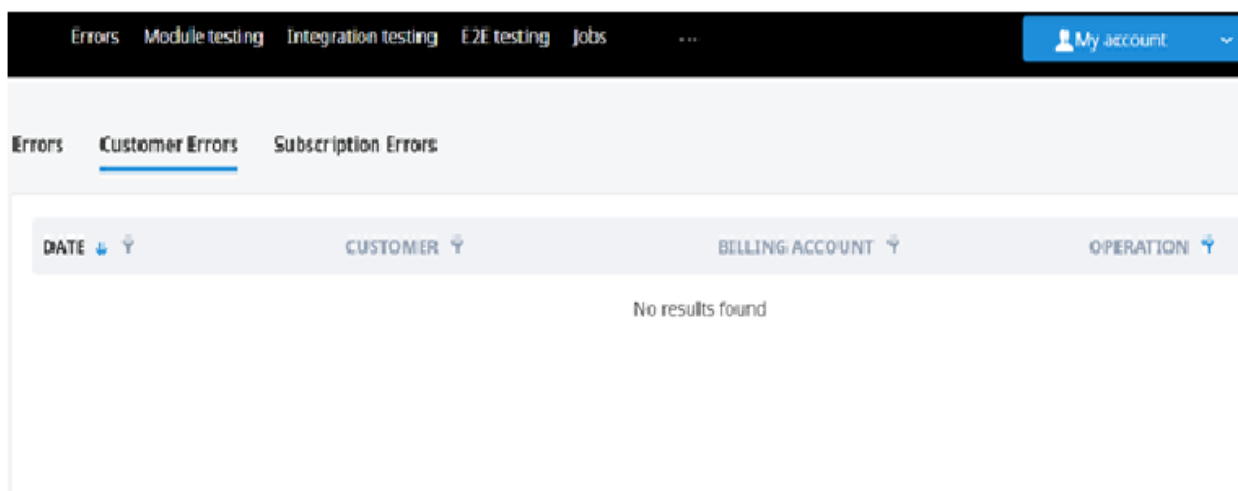 Errors Module testing Integration testing E2E testing Jobs ... My account
Errors Customer Errors Subscription Errors
DATE CUSTOMER BILLING ACCOUNT OPERATION
No results found